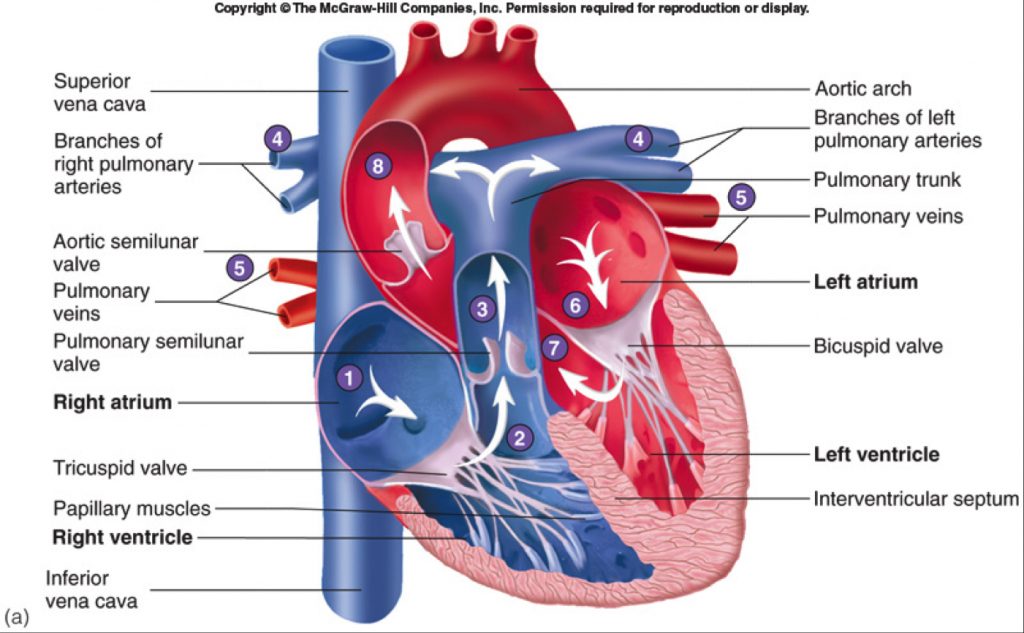 Copyright © The McGraw-Hill Companies, Inc. Permission required for reproduction or display.
Superior
vena cava
4
Branches of
right pulmonary
arteries
Aortic semilunar
valve
5
Pulmonary
veins
Pulmonary semilunar
valve
Right atrium
Tricuspid valve
Papillary muscles
Right ventricle
Inferior
vena cava
(a)
8
3
1
2
6
7
4
5
Aortic arch
Branches of left
pulmonary arteries
Pulmonary trunk
Pulmonary veins
Left atrium
Bicuspid valve
Left ventricle
Interventricular septum